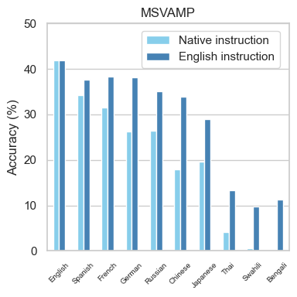 MSVAMP
Native instruction
English instruction
Accuracy (%)
50
40
30
20
10
0
English
Spanish
French
German
Russian
Chinese
Japanese
Thai
Swahili
Bengali